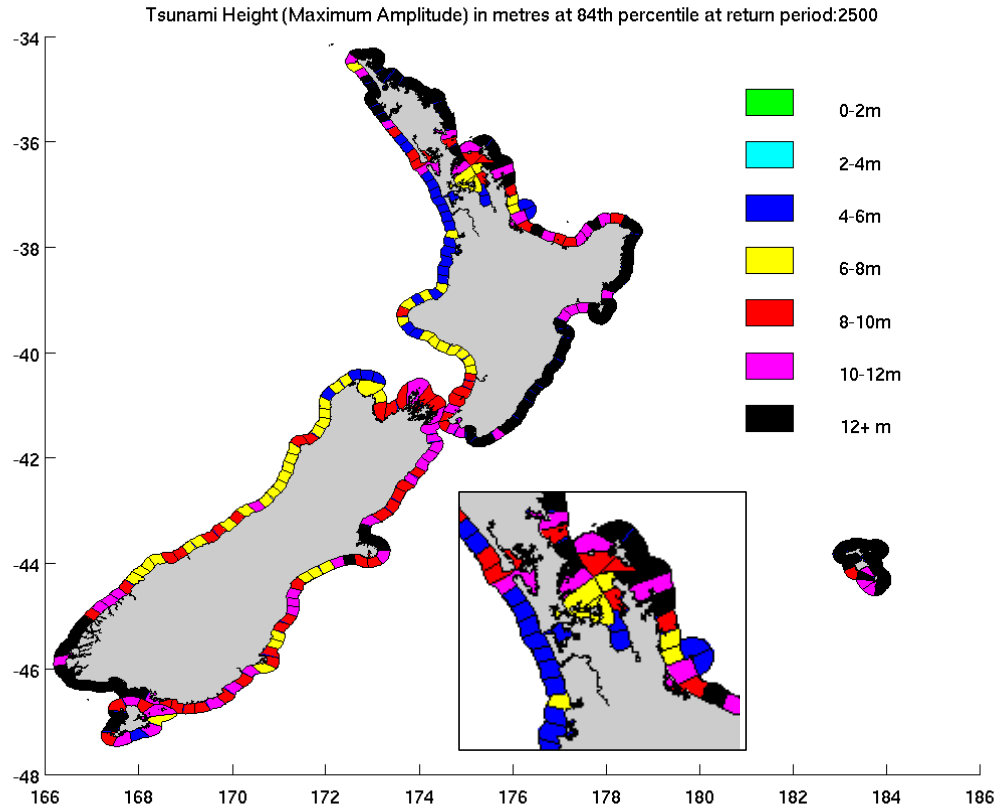 Tsunami Height (Maximum Amplitude) in metres at 84th percentile at return period:2500
-34
-36
-38
-40
-42
-44
-46
-48
0-2m
2-4m
4-6m
6-8m
8-10m
10-12m
12+ m
166 168 170 172 174 176 178 180 182 184 186